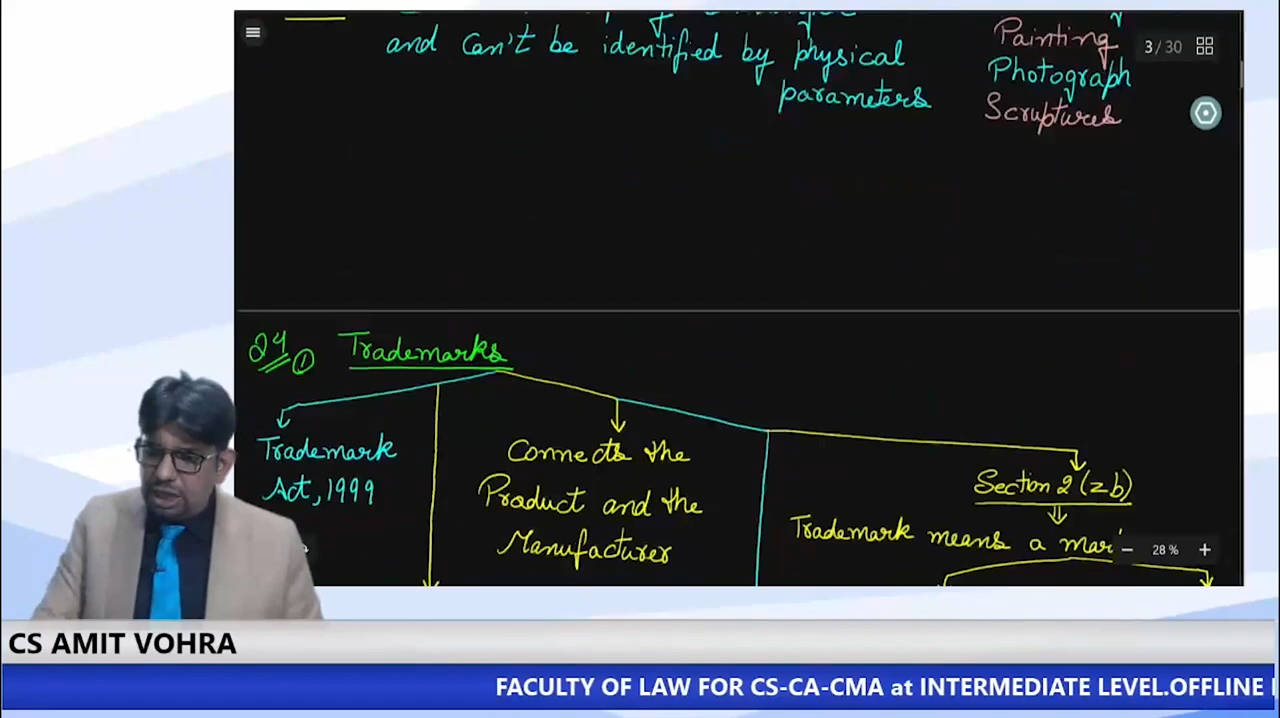 and can't be identified by physical
parameters
Painting
Photograph
Scruptures
3 / 30
24 ① Trademarks
Trademark
Act, 1999
Connects the
Product and the
Manufacturer
Section 2 (zb)
Trademark means a mar
28 %
CS AMIT VOHRA
FACULTY OF LAW FOR CS-CA-CMA at INTERMEDIATE LEVEL.OFFLINE